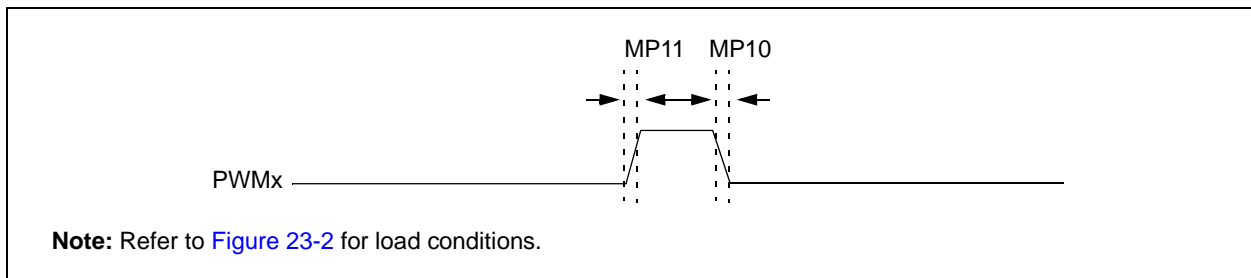 MP11 MP10
PWMx
Note: Refer to Figure 23-2 for load conditions.